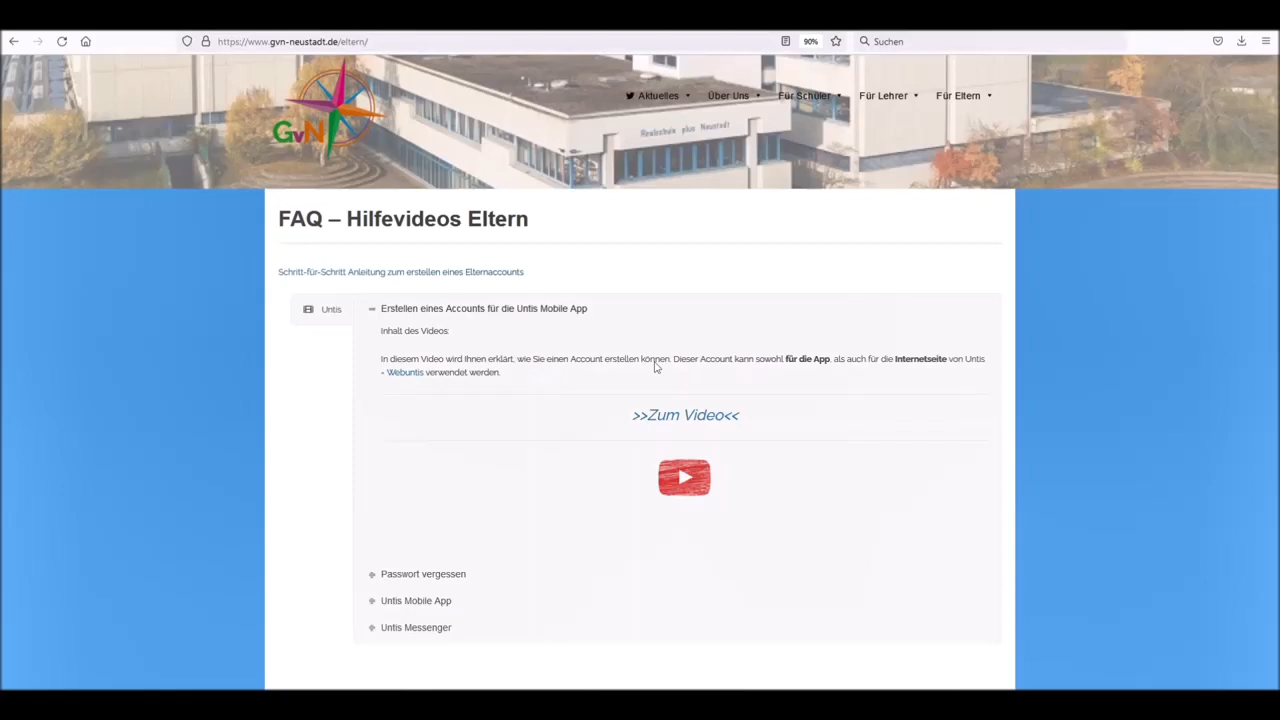 https://www.gvn-neustadt.de/eltern/
90%
Suchen
GvN
Realschule plus Neustadt
Aktuelles
Über Uns
Für Schüler
Für Lehrer
Für Eltern
FAQ – Hilfevideos Eltern
Schritt-für-Schritt Anleitung zum erstellen eines Elternaccounts
Untis
Erstellen eines Accounts für die Untis Mobile App
Inhalt des Videos:
In diesem Video wird Ihnen erklärt, wie Sie einen Account erstellen können. Dieser Account kann sowohl für die App, als auch für die Internetseite von Untis
- Webuntis verwendet werden.
>>Zum Video<<
Passwort vergessen
Untis Mobile App
Untis Messenger